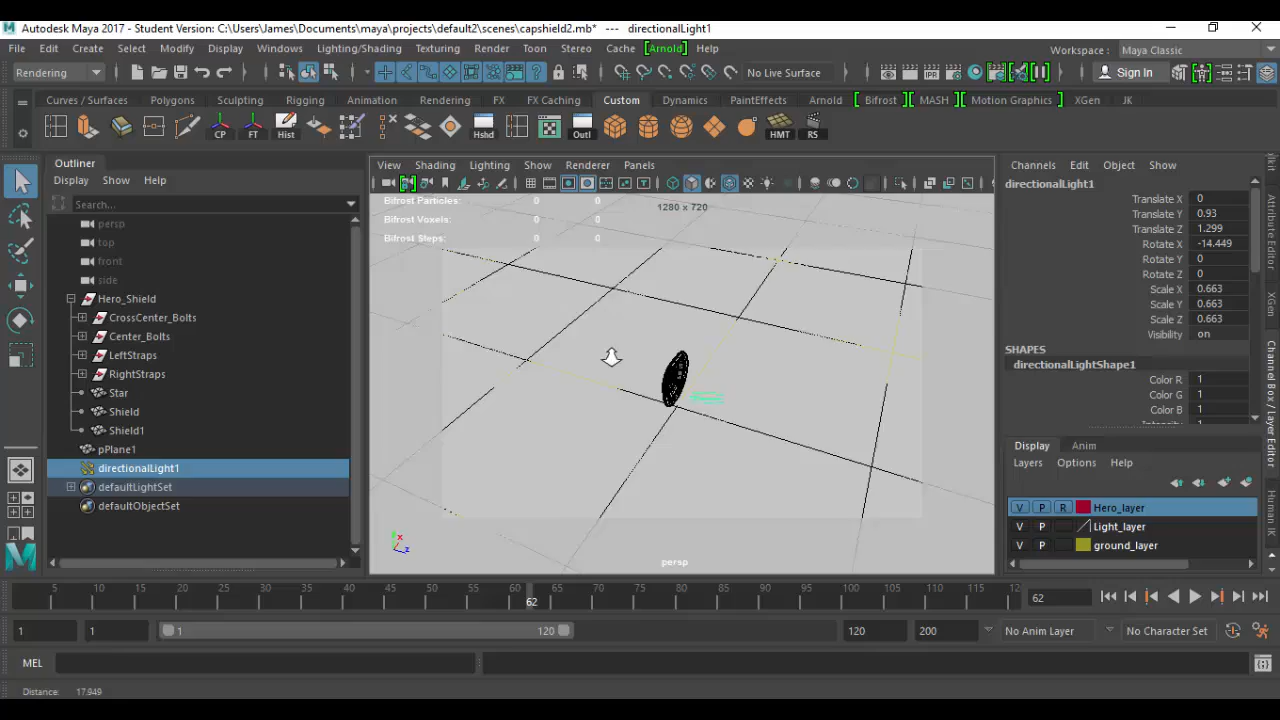 Autodesk Maya 2017 - Student Version: C:\Users\James\Documents\maya\projects\default2\scenes\capshield2.mb*   ---   directionalLight1
File Edit Create Select Modify Display Windows Lighting/Shading Texturing Render Toon Stereo Cache [Arnold] Help
Workspace : Maya Classic
Rendering
No Live Surface
Sign In
Curves / Surfaces Polygons Sculpting Rigging Animation Rendering FX FX Caching Custom Dynamics PaintEffects Arnold Bifrost MASH Motion Graphics XGen JK
CP FT Hist Hshd Outl HMT RS
Outliner
Display Show Help
Search...
persp
top
front
side
Hero_Shield
CrossCenter_Bolts
Center_Bolts
LeftStraps
RightStraps
Star
Shield
Shield1
pPlane1
directionalLight1
defaultLightSet
defaultObjectSet
View Shading Lighting Show Renderer Panels
Bifrost Particles: 0 0
Bifrost Voxels: 0 0
Bifrost Steps: 0 0
1280 x 720
y x z
persp
Channels Edit Object Show
directionalLight1
Translate X 0
Translate Y 0.93
Translate Z 1.299
Rotate X -14.449
Rotate Y 0
Rotate Z 0
Scale X 0.663
Scale Y 0.663
Scale Z 0.663
Visibility on
SHAPES
directionalLightShape1
Color R 1
Color G 1
Color B 1
Display Anim
Layers Options Help
V P R Hero_layer
V P Light_layer
V P ground_layer
Attribute Editor
XGen
Channel Box / Layer Editor
Human IK
5 10 15 20 25 30 35 40 45 50 55 60 65 70 75 80 85 90 95 100 105 110 115 12
62
62
1 1 1 120 120 200 No Anim Layer No Character Set
MEL
Distance: 17.949